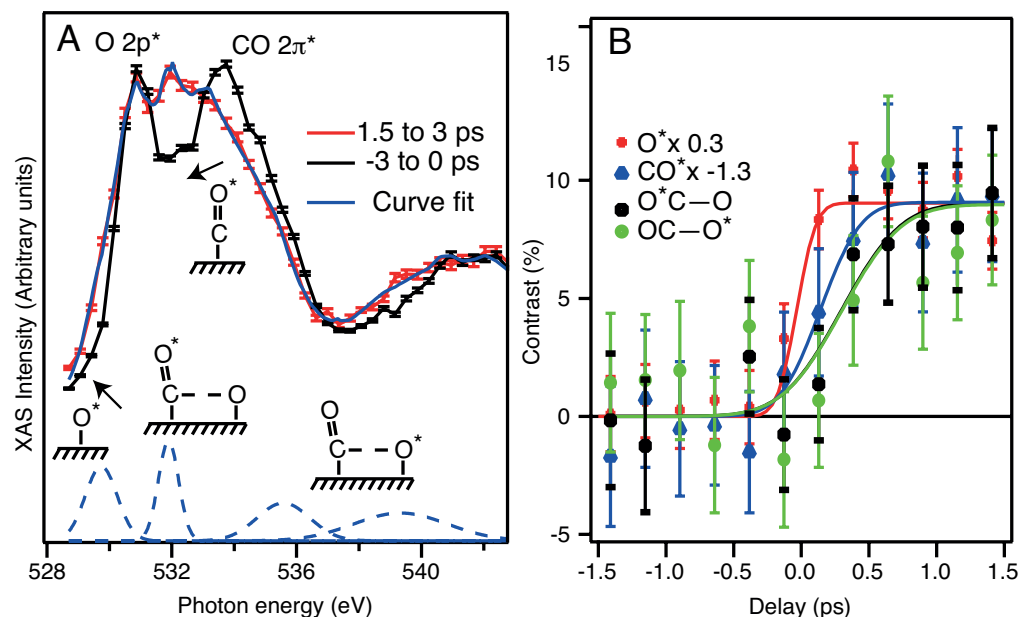 A
O 2p*
CO 2π*
1.5 to 3 ps
-3 to 0 ps
Curve fit
O*
C
O*
O*
C
O
O
C
O*
XAS Intensity (Arbitrary units)
528
532
536
540
Photon energy (eV)
B
15
10
5
0
-5
O*x 0.3
CO*x -1.3
O*C—O
OC—O*
Contrast (%)
-1.5
-1.0
-0.5
0.0
0.5
1.0
1.5
Delay (ps)